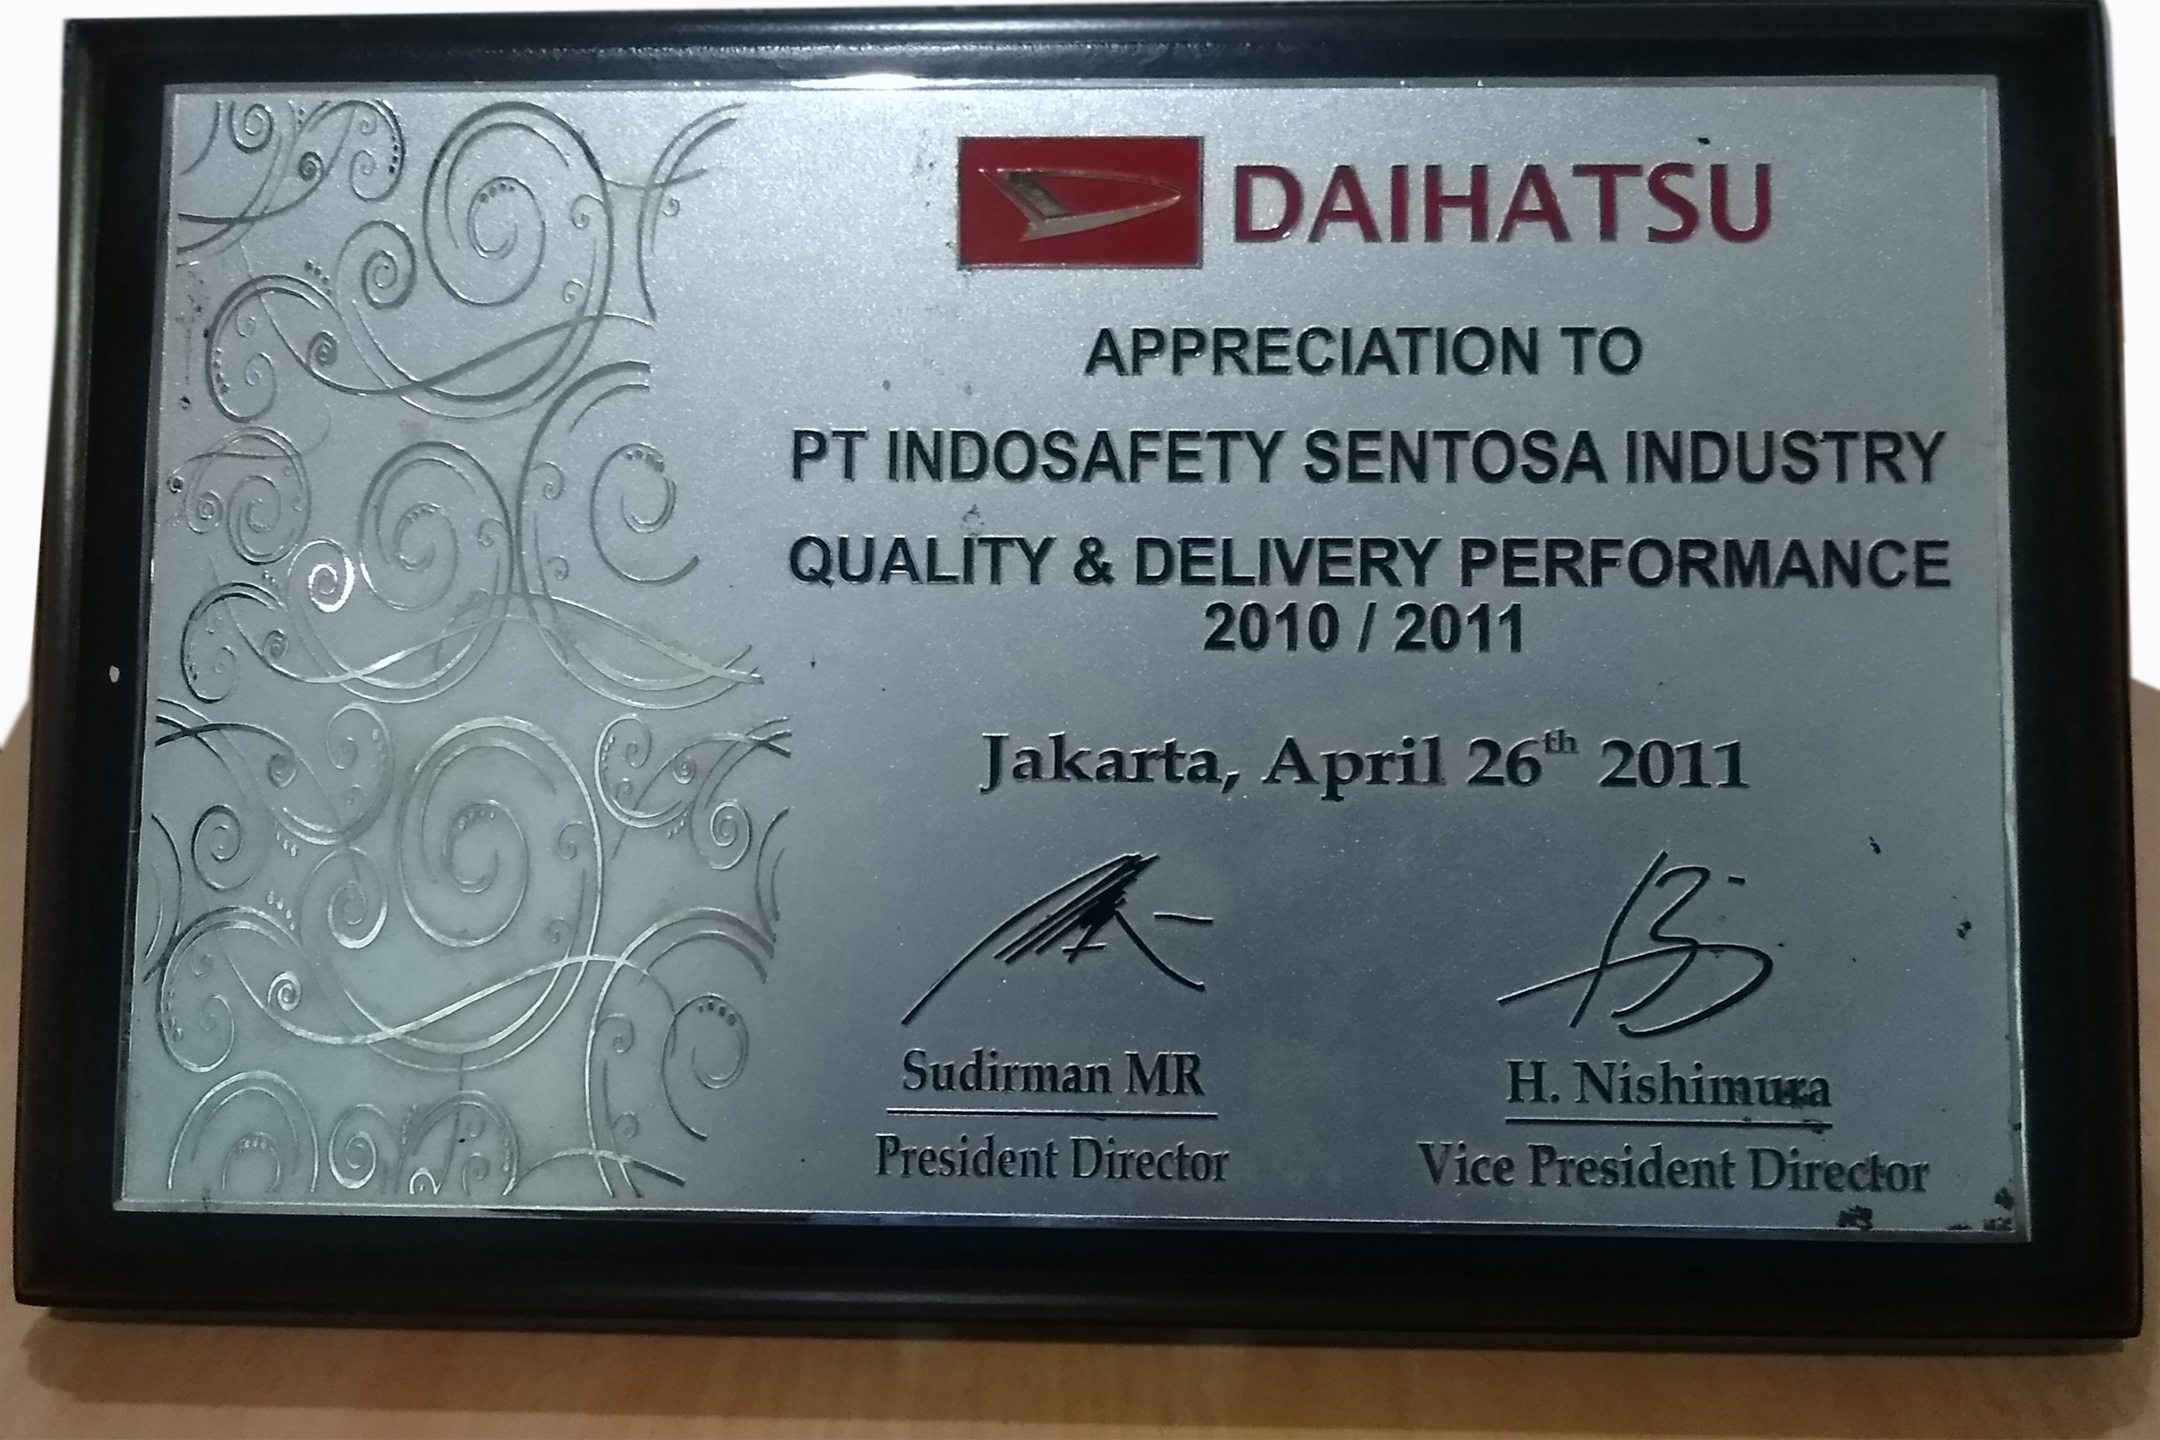 DAIHATSU
APPRECIATION TO
PT INDOSAFETY SENTOSA INDUSTRY
QUALITY & DELIVERY PERFORMANCE
2010 / 2011
Jakarta, April 26th 2011
Sudirman MR
President Director
H. Nishimura
Vice President Director